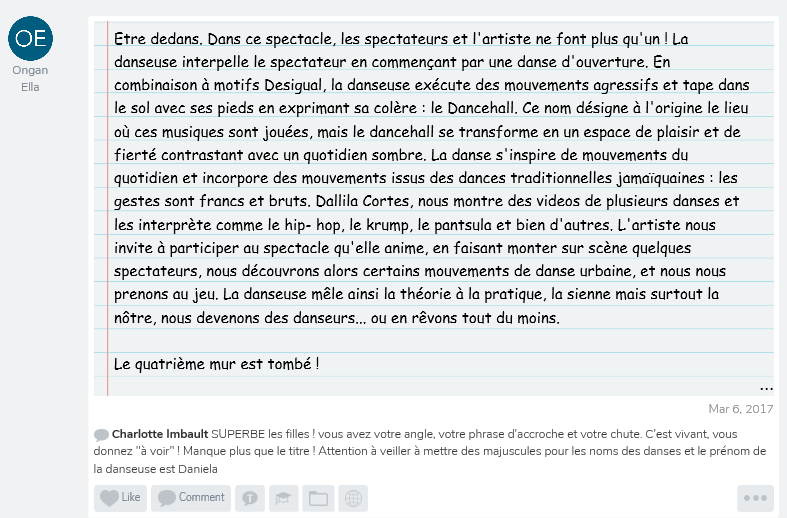 OE
Ongan
Ella
Etre dedans. Dans ce spectacle, les spectateurs et l'artiste ne font plus qu'un ! La
danseuse interpelle le spectateur en commençant par une danse d'ouverture. En
combinaison à motifs Desigual, la danseuse exécute des mouvements agressifs et tape dans
le sol avec ses pieds en exprimant sa colère : le Dancehall. Ce nom désigne à l'origine le lieu
où ces musiques sont jouées, mais le dancehall se transforme en un espace de plaisir et de
fierté contrastant avec un quotidien sombre. La danse s'inspire de mouvements du
quotidien et incorpore des mouvements issus des dances traditionnelles jamaïquaines : les
gestes sont francs et bruts. Dallila Cortes, nous montre des videos de plusieurs danses et
les interprète comme le hip- hop, le krump, le pantsula et bien d'autres. L'artiste nous
invite à participer au spectacle qu'elle anime, en faisant monter sur scène quelques
spectateurs, nous découvrons alors certains mouvements de danse urbaine, et nous nous
prenons au jeu. La danseuse mêle ainsi la théorie à la pratique, la sienne mais surtout la
nôtre, nous devenons des danseurs... ou en rêvons tout du moins.
Le quatrième mur est tombé !
...
Mar 6, 2017
Charlotte Imbault SUPERBE les filles ! vous avez votre angle, votre phrase d'accroche et votre chute. C'est vivant, vous
donnez "à voir" ! Manque plus que le titre ! Attention à veiller à mettre des majuscules pour les noms des danses et le prénom de
la danseuse est Daniela
Like Comment T